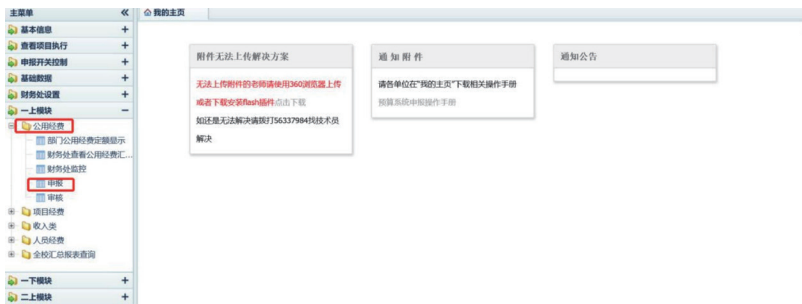 主菜单
我的主页
基本信息
查看项目执行
申报开关控制
基础数据
财务处设置
一上模块
公用经费
部门公用经费定额显示
财务处查看公用经费汇...
财务处监控
申报
审核
项目经费
收入类
人员经费
全校汇总报表查询
一下模块
二上模块
附件无法上传解决方案
无法上传附件的老师请使用360浏览器上传
或者下载安装flash插件点击下载
如还是无法解决请拨打56337984找技术员
解决
通知附件
请各单位在"我的主页"下载相关操作手册
预算系统申报操作手册
通知公告